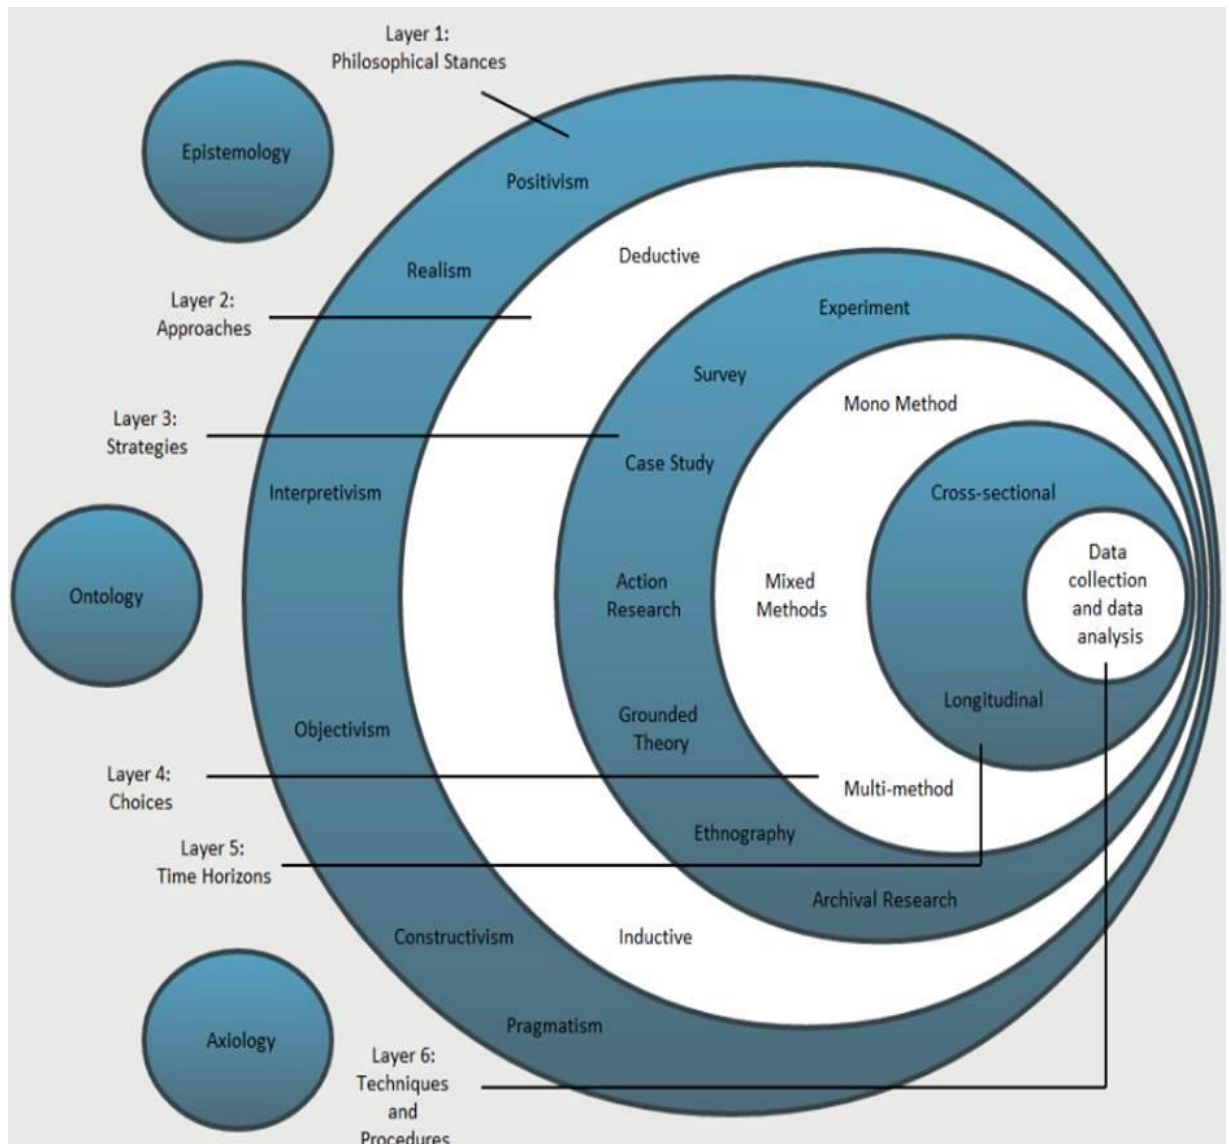 Layer 1:
Philosophical Stances
Epistemology
Positivism
Realism
Deductive
Layer 2:
Approaches
Experiment
Survey
Mono Method
Layer 3:
Strategies
Case Study
Interpretivism
Cross-sectional
Ontology
Action
Research
Mixed
Methods
Data
collection
and data
analysis
Longitudinal
Grounded
Theory
Objectivism
Layer 4:
Choices
Multi-method
Ethnography
Layer 5:
Time Horizons
Archival Research
Constructivism
Inductive
Pragmatism
Axiology
Layer 6:
Techniques
and
Procedures